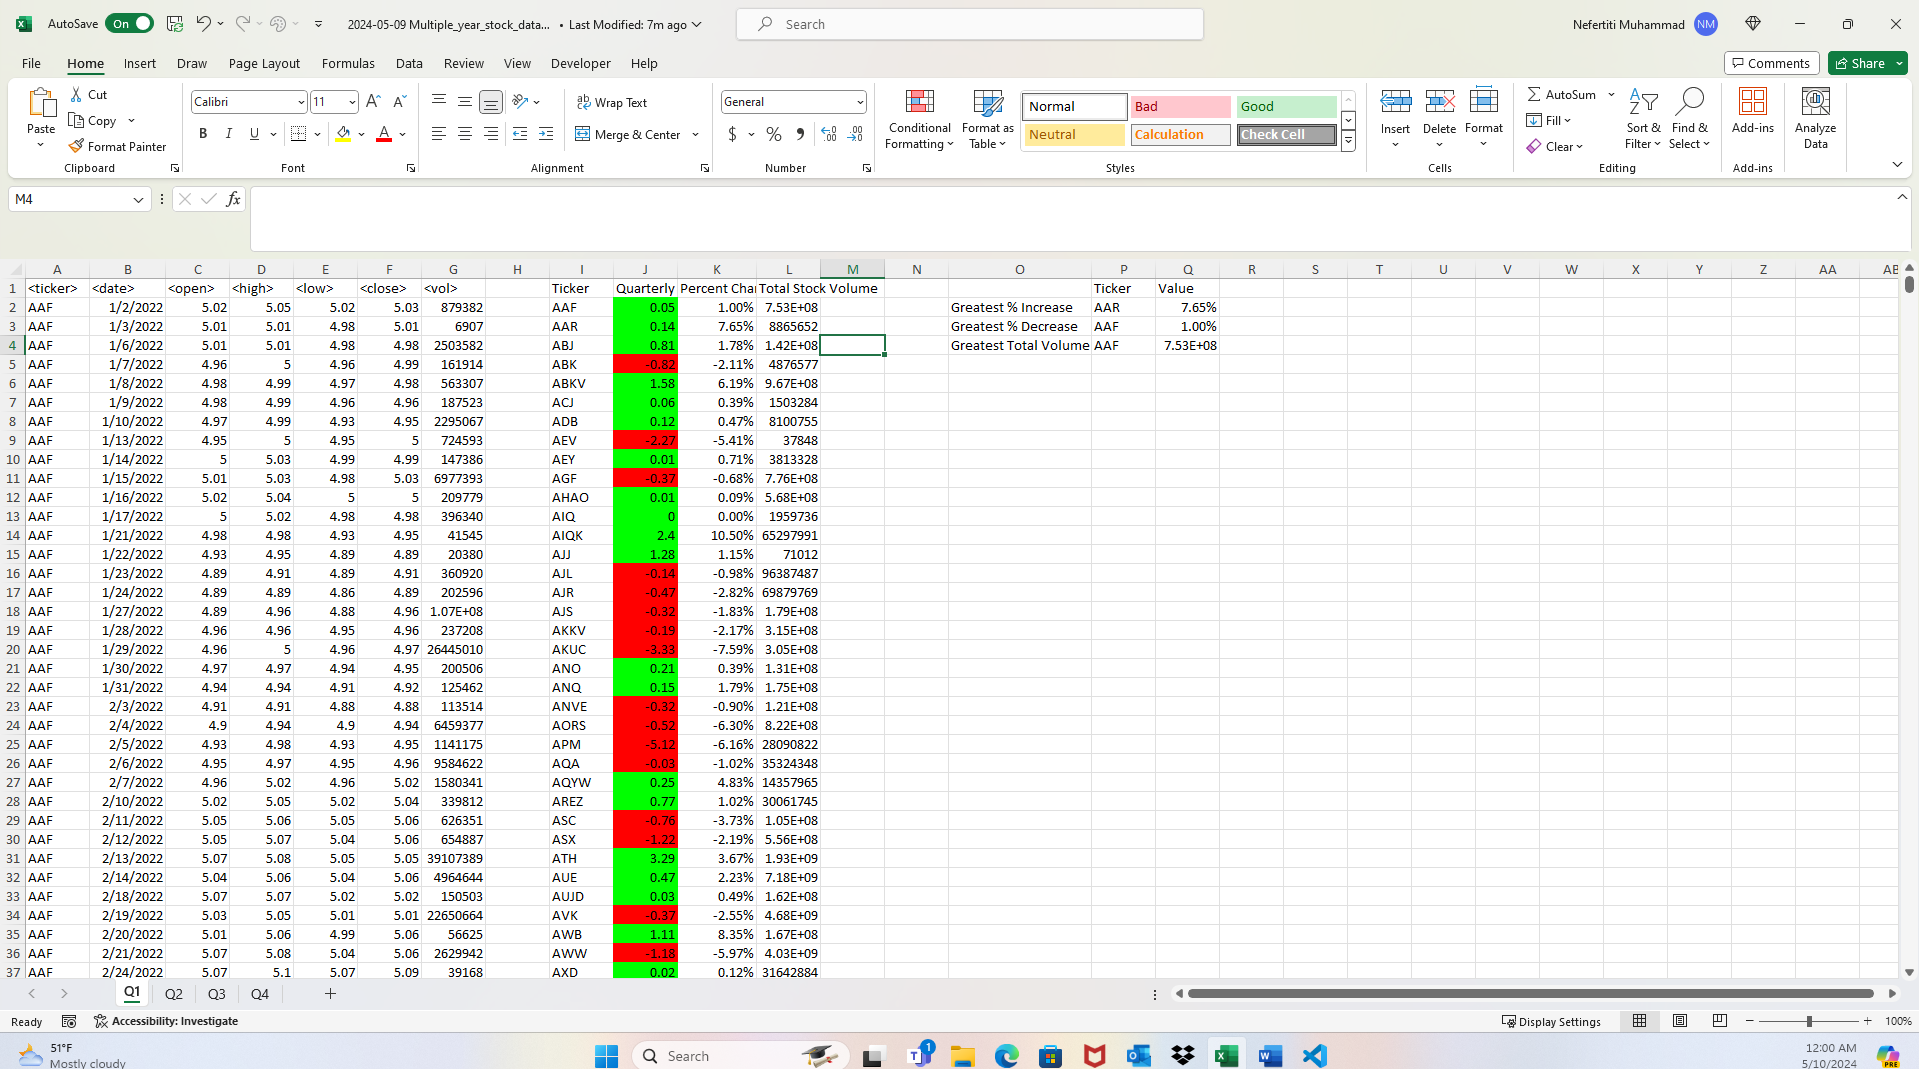 AutoSave On 2024-05-09 Multiple_year_stock_data... • Last Modified: 7m ago Search Nefertiti Muhammad NM
File Home Insert Draw Page Layout Formulas Data Review View Developer Help Comments Share
Paste Cut Copy Format Painter Clipboard
Calibri 11 B I U A Font
Wrap Text Merge & Center Alignment
General $ % Number
Conditional Formatting Format as Table Normal Bad Good Neutral Calculation Check Cell Styles
Insert Delete Format Cells
AutoSum Fill Clear Sort & Filter Find & Select Editing
Add-ins Add-ins
Analyze Data
M4 fx
A B C D E F G H I J K L M N O P Q R S T U V W X Y Z AA AB
1 <ticker> <date> <open> <high> <low> <close> <vol> Ticker Quarterly Percent Chan Total Stock Volume Ticker Value
2 AAF 1/2/2022 5.02 5.05 5.02 5.03 879382 AAF 0.05 1.00% 7.53E+08 Greatest % Increase AAR 7.65%
3 AAF 1/3/2022 5.01 5.01 4.98 5.01 6907 AAR 0.14 7.65% 8865652 Greatest % Decrease AAF 1.00%
4 AAF 1/6/2022 5.01 5.01 4.98 4.98 2503582 ABJ 0.81 1.78% 1.42E+08 Greatest Total Volume AAF 7.53E+08
5 AAF 1/7/2022 4.96 5 4.96 4.99 161914 ABK -0.82 -2.11% 4876577
6 AAF 1/8/2022 4.98 4.99 4.97 4.98 563307 ABKV 1.58 6.19% 9.67E+08
7 AAF 1/9/2022 4.98 4.99 4.96 4.96 187523 ACJ 0.06 0.39% 1503284
8 AAF 1/10/2022 4.97 4.99 4.93 4.95 2295067 ADB 0.12 0.47% 8100755
9 AAF 1/13/2022 4.95 5 4.95 5 724593 AEV -2.27 -5.41% 37848
10 AAF 1/14/2022 5 5.03 4.99 4.99 147386 AEY 0.01 0.71% 3813328
11 AAF 1/15/2022 5.01 5.03 4.98 5.03 6977393 AGF -0.37 -0.68% 7.76E+08
12 AAF 1/16/2022 5.02 5.04 5 5 209779 AHAO 0.01 0.09% 5.68E+08
13 AAF 1/17/2022 5 5.02 4.98 4.98 396340 AIQ 0 0.00% 1959736
14 AAF 1/21/2022 4.98 4.98 4.93 4.95 41545 AIQK 2.4 10.50% 65297991
15 AAF 1/22/2022 4.93 4.95 4.89 4.89 20380 AJJ 1.28 1.15% 71012
16 AAF 1/23/2022 4.89 4.91 4.89 4.91 360920 AJL -0.14 -0.98% 96387487
17 AAF 1/24/2022 4.89 4.89 4.86 4.89 202596 AJR -0.47 -2.82% 69879769
18 AAF 1/27/2022 4.89 4.96 4.88 4.96 1.07E+08 AJS -0.32 -1.83% 1.79E+08
19 AAF 1/28/2022 4.96 4.96 4.95 4.96 237208 AKKV -0.19 -2.17% 3.15E+08
20 AAF 1/29/2022 4.96 5 4.96 4.97 26445010 AKUC -3.33 -7.59% 3.05E+08
21 AAF 1/30/2022 4.97 4.97 4.94 4.95 200506 ANO 0.21 0.39% 1.31E+08
22 AAF 1/31/2022 4.94 4.94 4.91 4.92 125462 ANQ 0.15 1.79% 1.75E+08
23 AAF 2/3/2022 4.91 4.91 4.88 4.88 113514 ANVE -0.32 -0.90% 1.21E+08
24 AAF 2/4/2022 4.9 4.94 4.9 4.94 6459377 AORS -0.52 -6.30% 8.22E+08
25 AAF 2/5/2022 4.93 4.98 4.93 4.95 1141175 APM -5.12 -6.16% 28090822
26 AAF 2/6/2022 4.95 4.97 4.95 4.96 9584622 AQA -0.03 -1.02% 35324348
27 AAF 2/7/2022 4.96 5.02 4.96 5.02 1580341 AQYW 0.25 4.83% 14357965
28 AAF 2/10/2022 5.02 5.05 5.02 5.04 339812 AREZ 0.77 1.02% 30061745
29 AAF 2/11/2022 5.05 5.06 5.05 5.06 626351 ASC -0.76 -3.73% 1.05E+08
30 AAF 2/12/2022 5.05 5.07 5.04 5.06 654887 ASX -1.22 -2.19% 5.56E+08
31 AAF 2/13/2022 5.07 5.08 5.05 5.05 39107389 ATH 3.29 3.67% 1.93E+09
32 AAF 2/14/2022 5.04 5.06 5.04 5.06 4964644 AUE 0.47 2.23% 7.18E+09
33 AAF 2/18/2022 5.07 5.07 5.02 5.02 150503 AUJD 0.03 0.49% 1.62E+08
34 AAF 2/19/2022 5.03 5.05 5.01 5.01 22650664 AVK -0.37 -2.55% 4.68E+09
35 AAF 2/20/2022 5.01 5.06 4.99 5.06 56625 AWB 1.11 8.35% 1.67E+08
36 AAF 2/21/2022 5.07 5.08 5.04 5.06 2629942 AWW -1.18 -5.97% 4.03E+09
37 AAF 2/24/2022 5.07 5.1 5.07 5.09 39168 AXD 0.02 0.12% 31642884
Q1 Q2 Q3 Q4
Ready Accessibility: Investigate Display Settings 100%
51°F Mostly cloudy Search 1 12:00 AM 5/10/2024 PRE